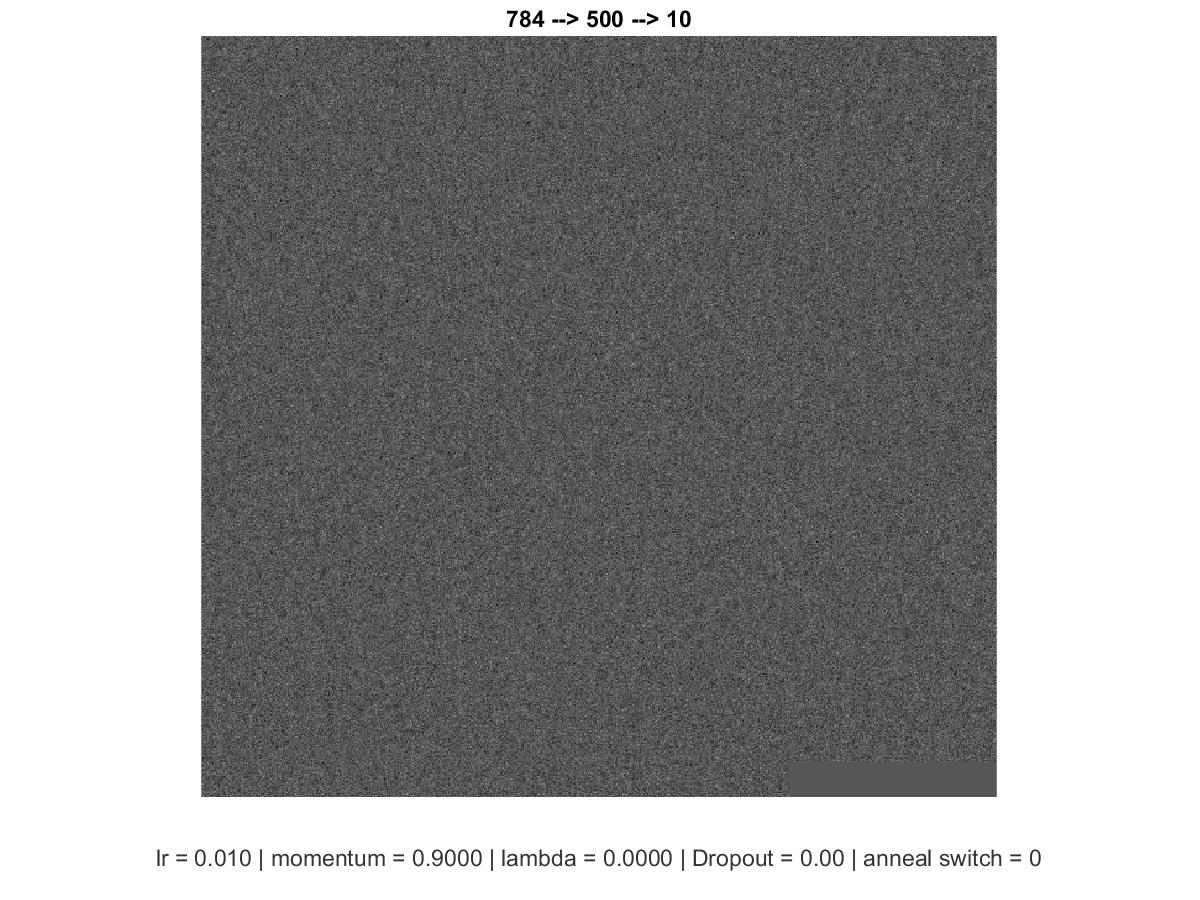 784 --> 500 --> 10
lr = 0.010 | momentum = 0.9000 | lambda = 0.0000 | Dropout = 0.00 | anneal switch = 0